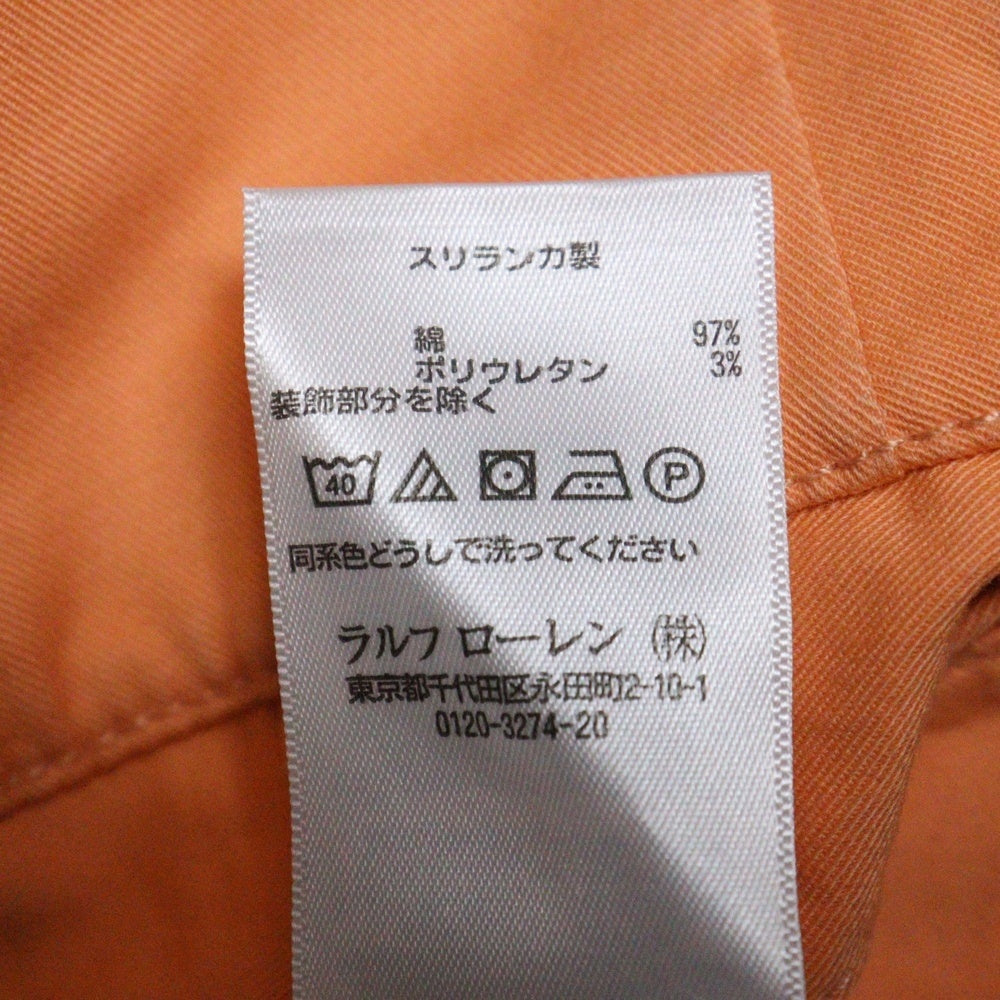 スリランカ製
綿 97%
ポリウレタン 3%
装飾部分を除く
40 P
同系色どうしで洗ってください
ラルフ ローレン (株)
東京都千代田区永田町2-10-1
0120-3274-20